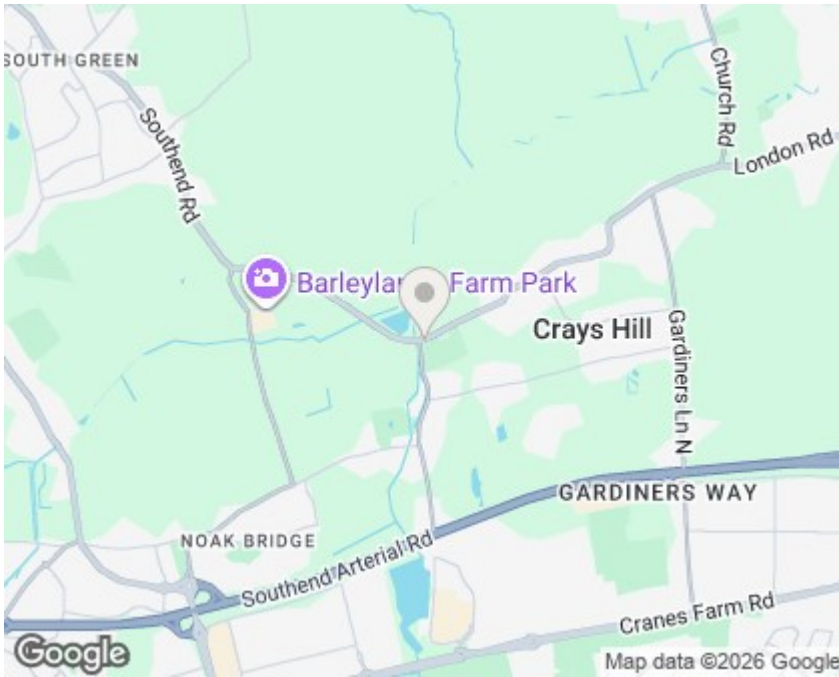 SOUTH GREEN
Southend Rd
Church Rd
London Rd
Barleylands Farm Park
Crays Hill
Gardiners Ln N
GARDINERS WAY
NOAK BRIDGE
Southend Arterial Rd
Cranes Farm Rd
Google
Map data ©2026 Google